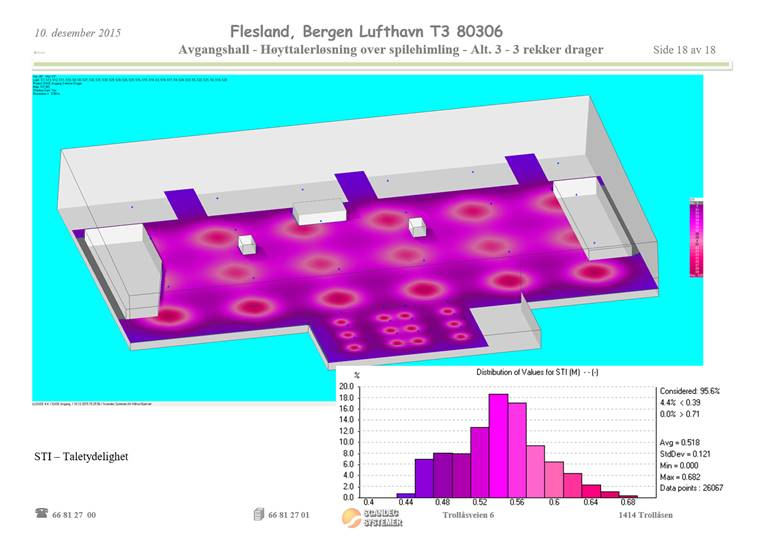 10. desember 2015
Flesland, Bergen Lufthavn T3 80306
Avgangshall - Høyttalerløsning over spilehimling - Alt. 3 - 3 rekker drager
Side 18 av 18
Distribution of Values for STI (M) - - (-)
%
20.0
18.0
16.0
14.0
12.0
10.0
8.0
6.0
4.0
2.0
0.0
0.4 0.44 0.48 0.52 0.56 0.6 0.64 0.68
Considered: 95.6%
4.4% < 0.39
0.0% > 0.71
Avg = 0.518
StdDev = 0.121
Min = 0.000
Max = 0.682
Data points : 26067
STI – Taletydelighet
66 81 27 00
66 81 27 01
SCANDEC
SYSTEMER
Trollåsveien 6
1414 Trollåsen